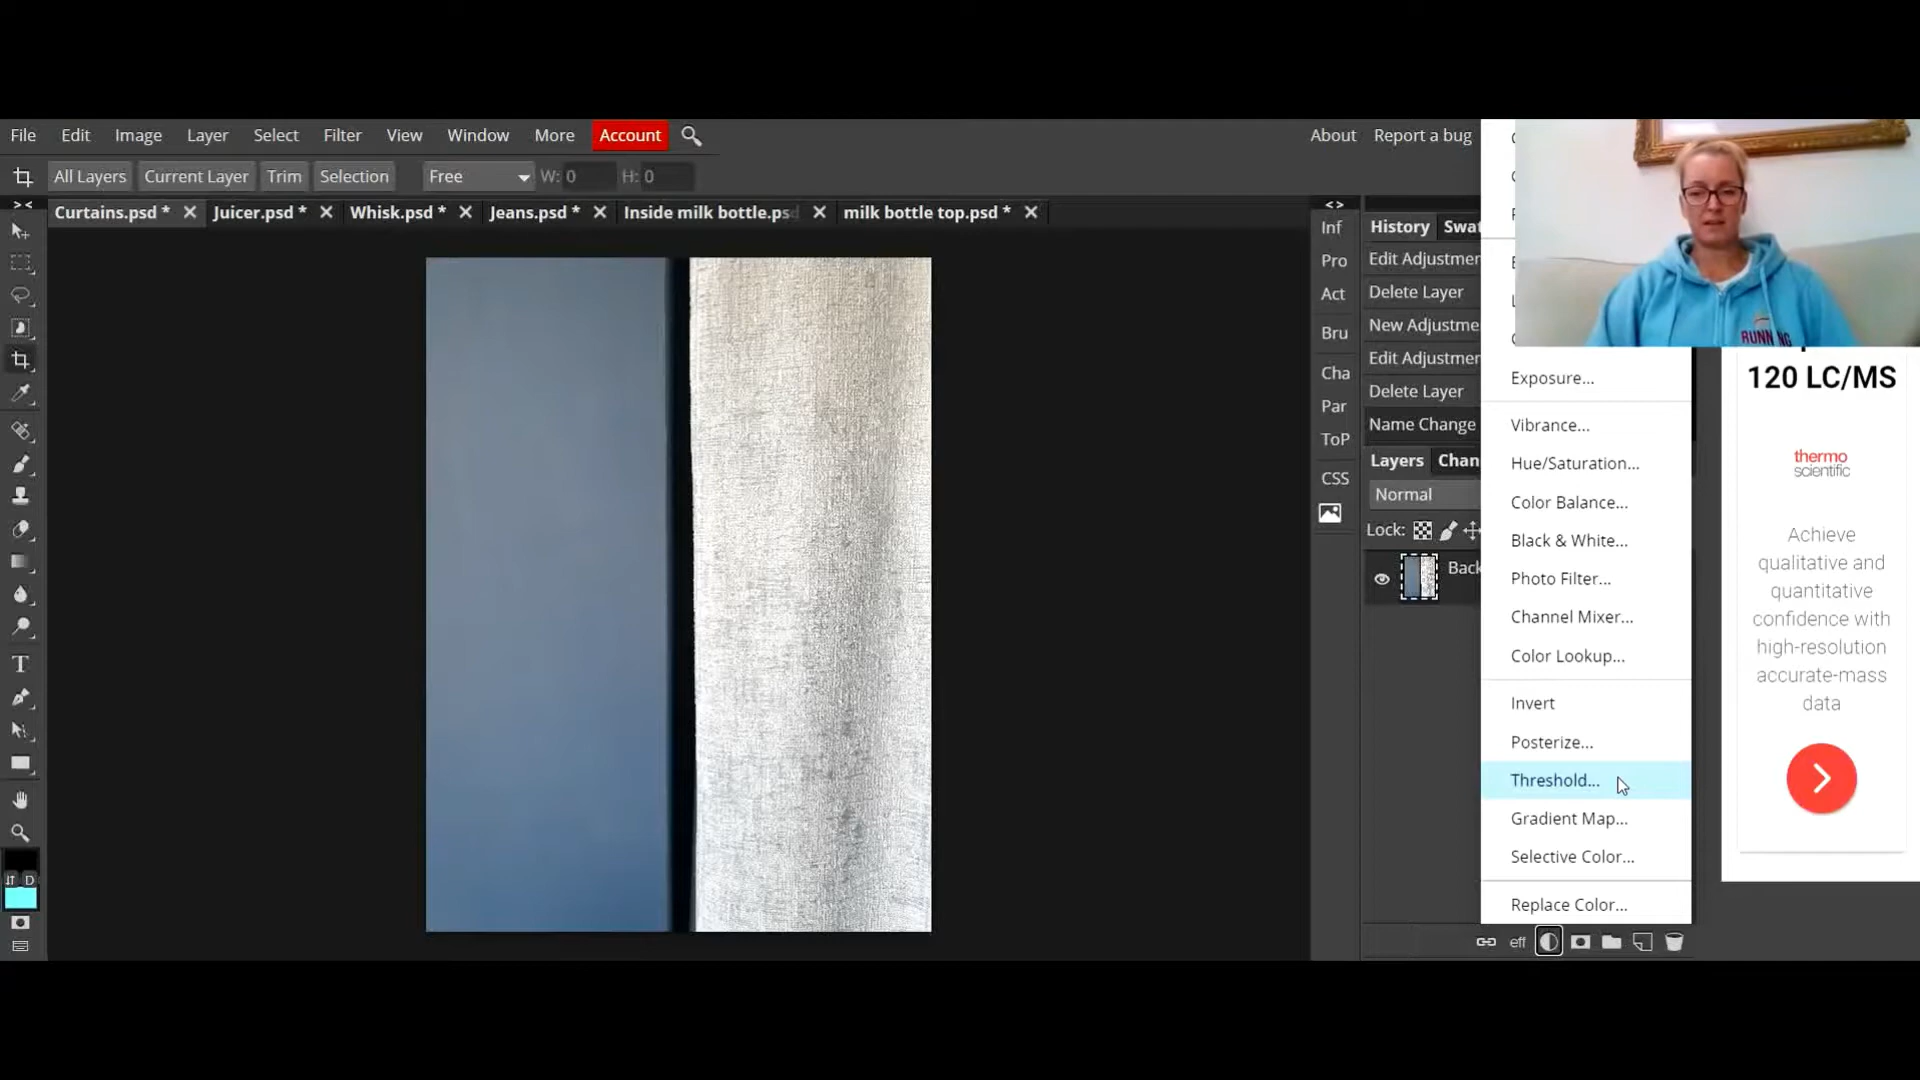 File Edit Image Layer Select Filter View Window More Account About Report a bug
All Layers Current Layer Trim Selection Free W: 0 H: 0
Curtains.psd * Juicer.psd * Whisk.psd * Jeans.psd * Inside milk bottle.psd milk bottle top.psd *
Inf
Pro
Act
Bru
Cha
Par
ToP
CSS
History Swat
Edit Adjustmen
Delete Layer
New Adjustme
Edit Adjustmen
Delete Layer
Name Change
Layers Chan
Normal
Lock:
Back
Exposure...
Vibrance...
Hue/Saturation...
Color Balance...
Black & White...
Photo Filter...
Channel Mixer...
Color Lookup...
Invert
Posterize...
Threshold...
Gradient Map...
Selective Color...
Replace Color...
eff
RUNNING
120 LC/MS
thermo
scientific
Achieve
qualitative and
quantitative
confidence with
high-resolution
accurate-mass
data
T
D